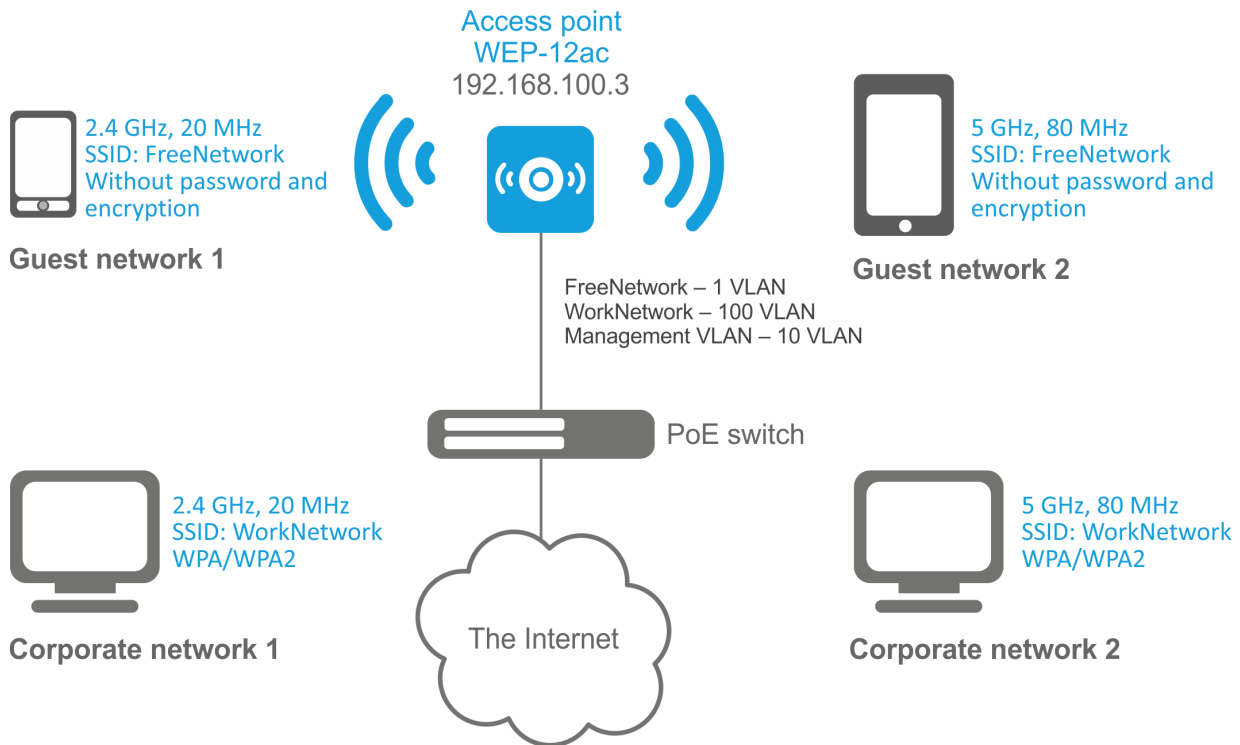 Access point
WEP-12ac
192.168.100.3
2.4 GHz, 20 MHz
SSID: FreeNetwork
Without password and
encryption
Guest network 1
5 GHz, 80 MHz
SSID: FreeNetwork
Without password and
encryption
Guest network 2
FreeNetwork – 1 VLAN
WorkNetwork – 100 VLAN
Management VLAN – 10 VLAN
PoE switch
2.4 GHz, 20 MHz
SSID: WorkNetwork
WPA/WPA2
Corporate network 1
The Internet
5 GHz, 80 MHz
SSID: WorkNetwork
WPA/WPA2
Corporate network 2